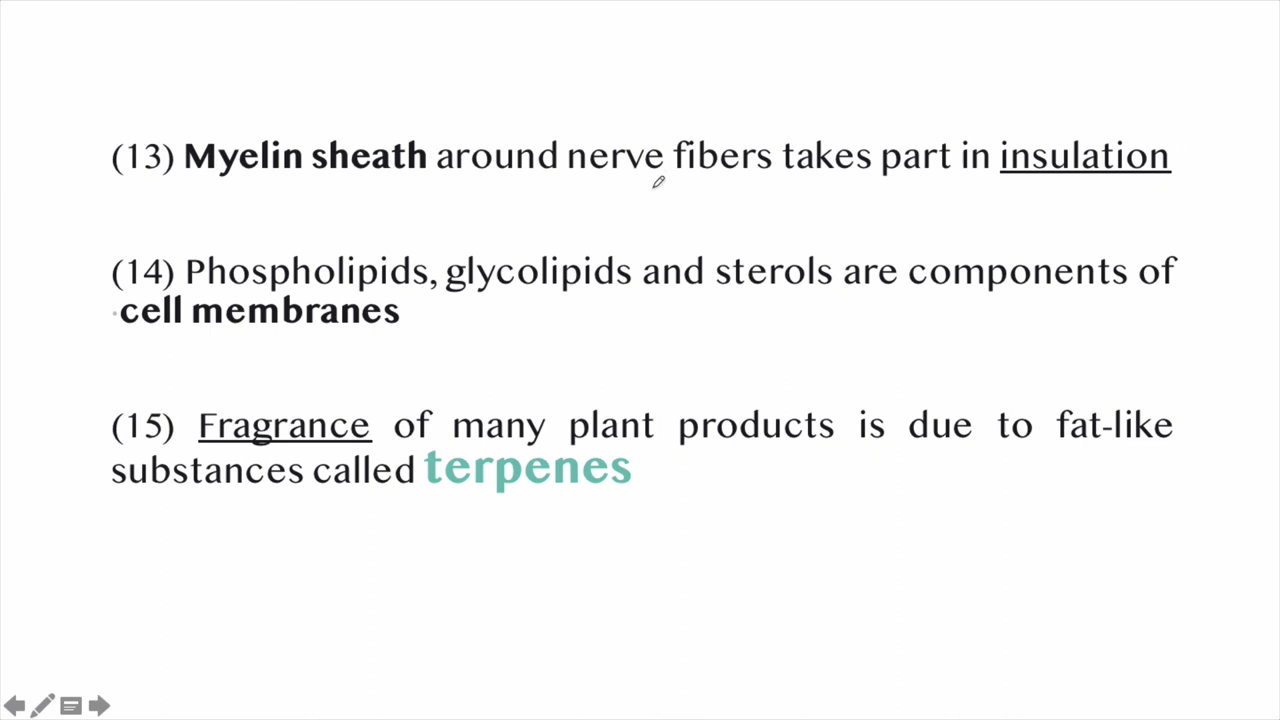 (13) Myelin sheath around nerve fibers takes part in insulation
(14) Phospholipids, glycolipids and sterols are components of
cell membranes
(15) Fragrance of many plant products is due to fat-like
substances called terpenes